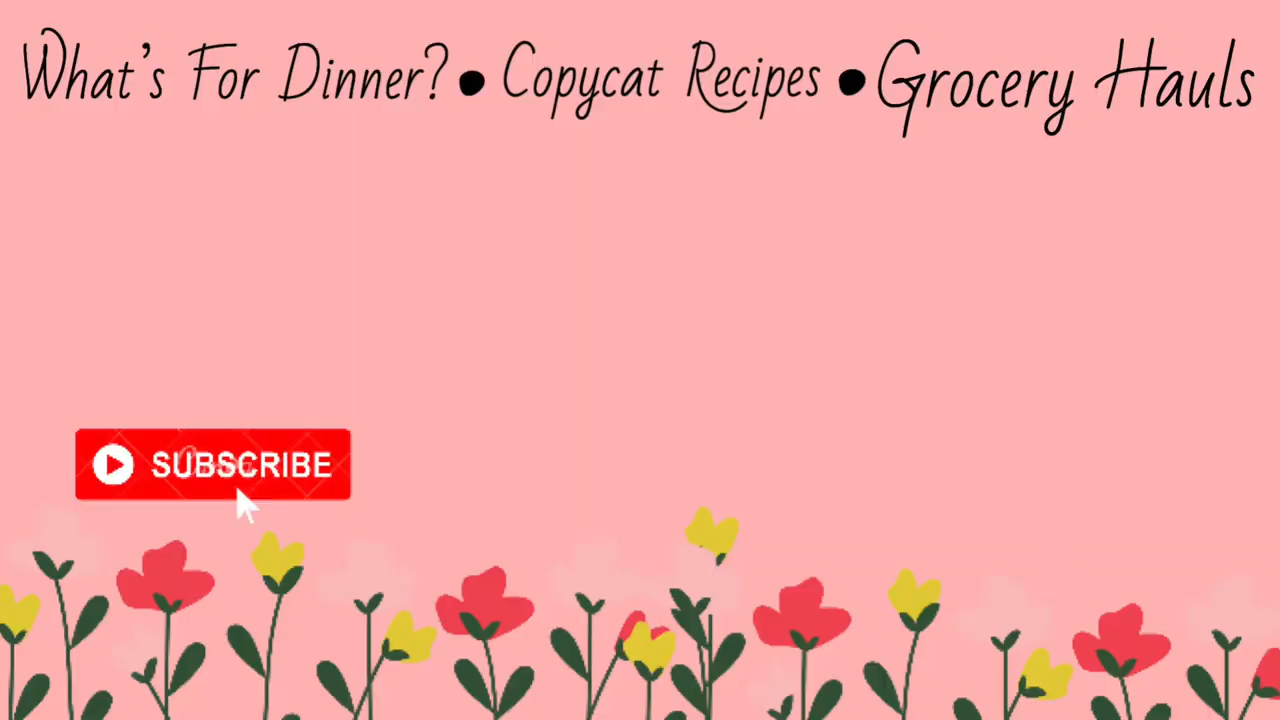 What's For Dinner? • Copycat Recipes • Grocery Hauls
SUBSCRIBE